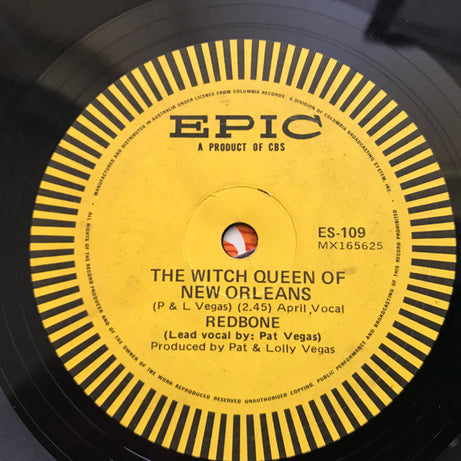 MANUFACTURED AND DISTRIBUTED IN AUSTRALIA UNDER LICENCE FROM COLUMBIA RECORDS · A DIVISION OF COLUMBIA BROADCASTING SYSTEM, INC. ·
EPIC
A PRODUCT OF CBS
ES-109
MX165625
THE WITCH QUEEN OF
NEW ORLEANS
(P & L Vegas) (2.45) April ,Vocal
REDBONE
(Lead vocal by: Pat Vegas)
Produced by Pat & Lolly Vegas
ALL RIGHTS OF THE RECORD PRODUCER AND OF THE OWNER OF THE WORK REPRODUCED RESERVED UNAUTHORISED COPYING, PUBLIC PERFORMANCE AND BROADCASTING OF THIS RECORD PROHIBITED